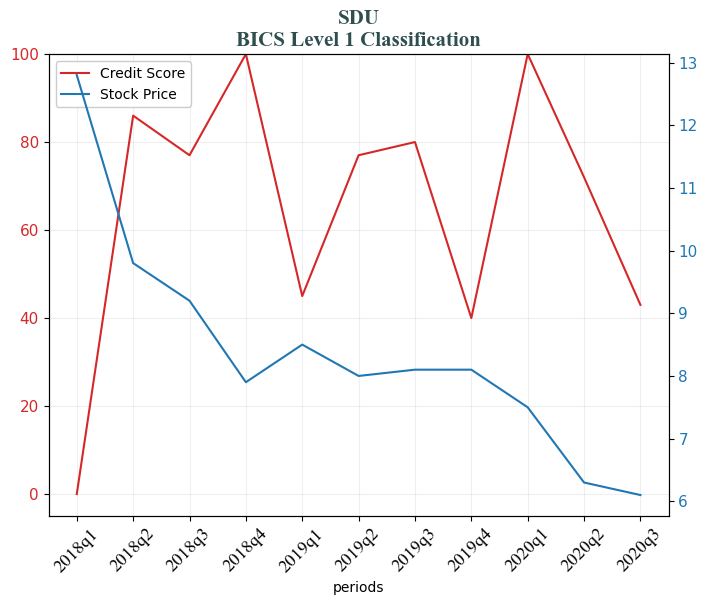 SDU
BICS Level 1 Classification
Credit Score
Stock Price
100
80
60
40
20
0
13
12
11
10
9
8
7
6
2018q1
2018q2
2018q3
2018q4
2019q1
2019q2
2019q3
2019q4
2020q1
2020q2
2020q3
periods